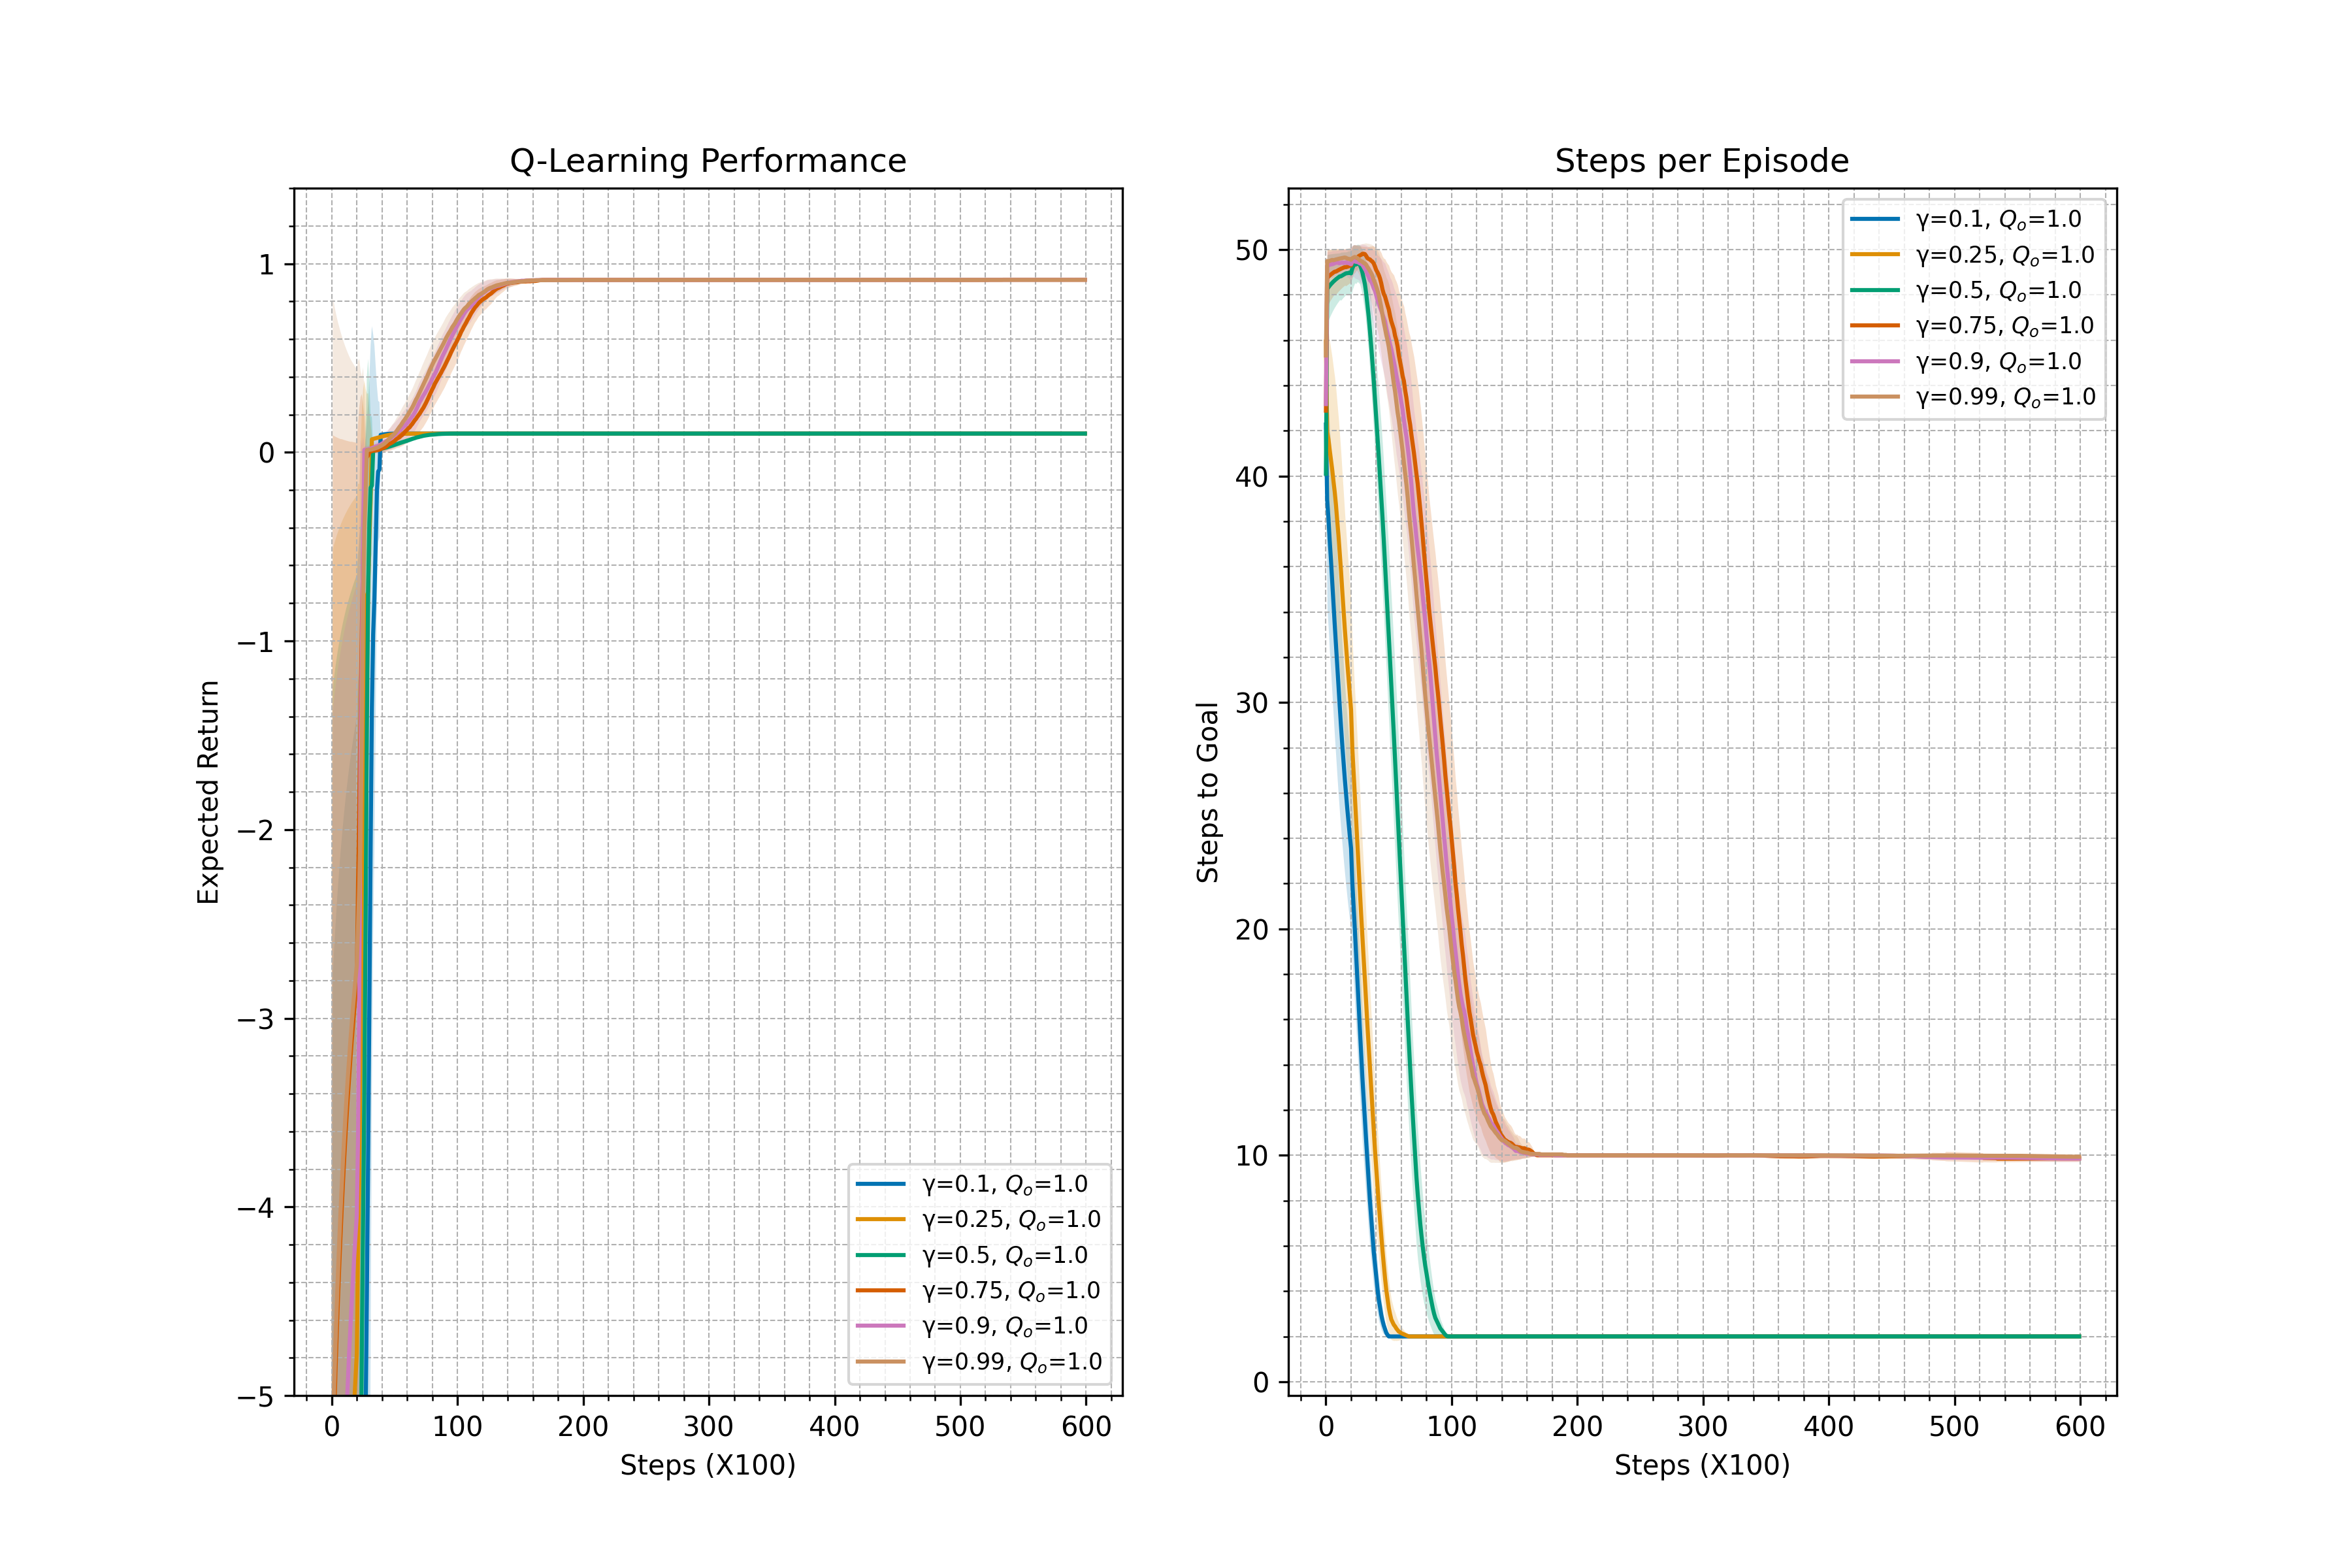 Q-Learning Performance
1
0
−1
−2
−3
−4
−5
Expected Return
0 100 200 300 400 500 600
Steps (X100)
γ=0.1, Qₒ=1.0
γ=0.25, Qₒ=1.0
γ=0.5, Qₒ=1.0
γ=0.75, Qₒ=1.0
γ=0.9, Qₒ=1.0
γ=0.99, Qₒ=1.0
Steps per Episode
50
40
30
20
10
0
Steps to Goal
0 100 200 300 400 500 600
Steps (X100)
γ=0.1, Qₒ=1.0
γ=0.25, Qₒ=1.0
γ=0.5, Qₒ=1.0
γ=0.75, Qₒ=1.0
γ=0.9, Qₒ=1.0
γ=0.99, Qₒ=1.0